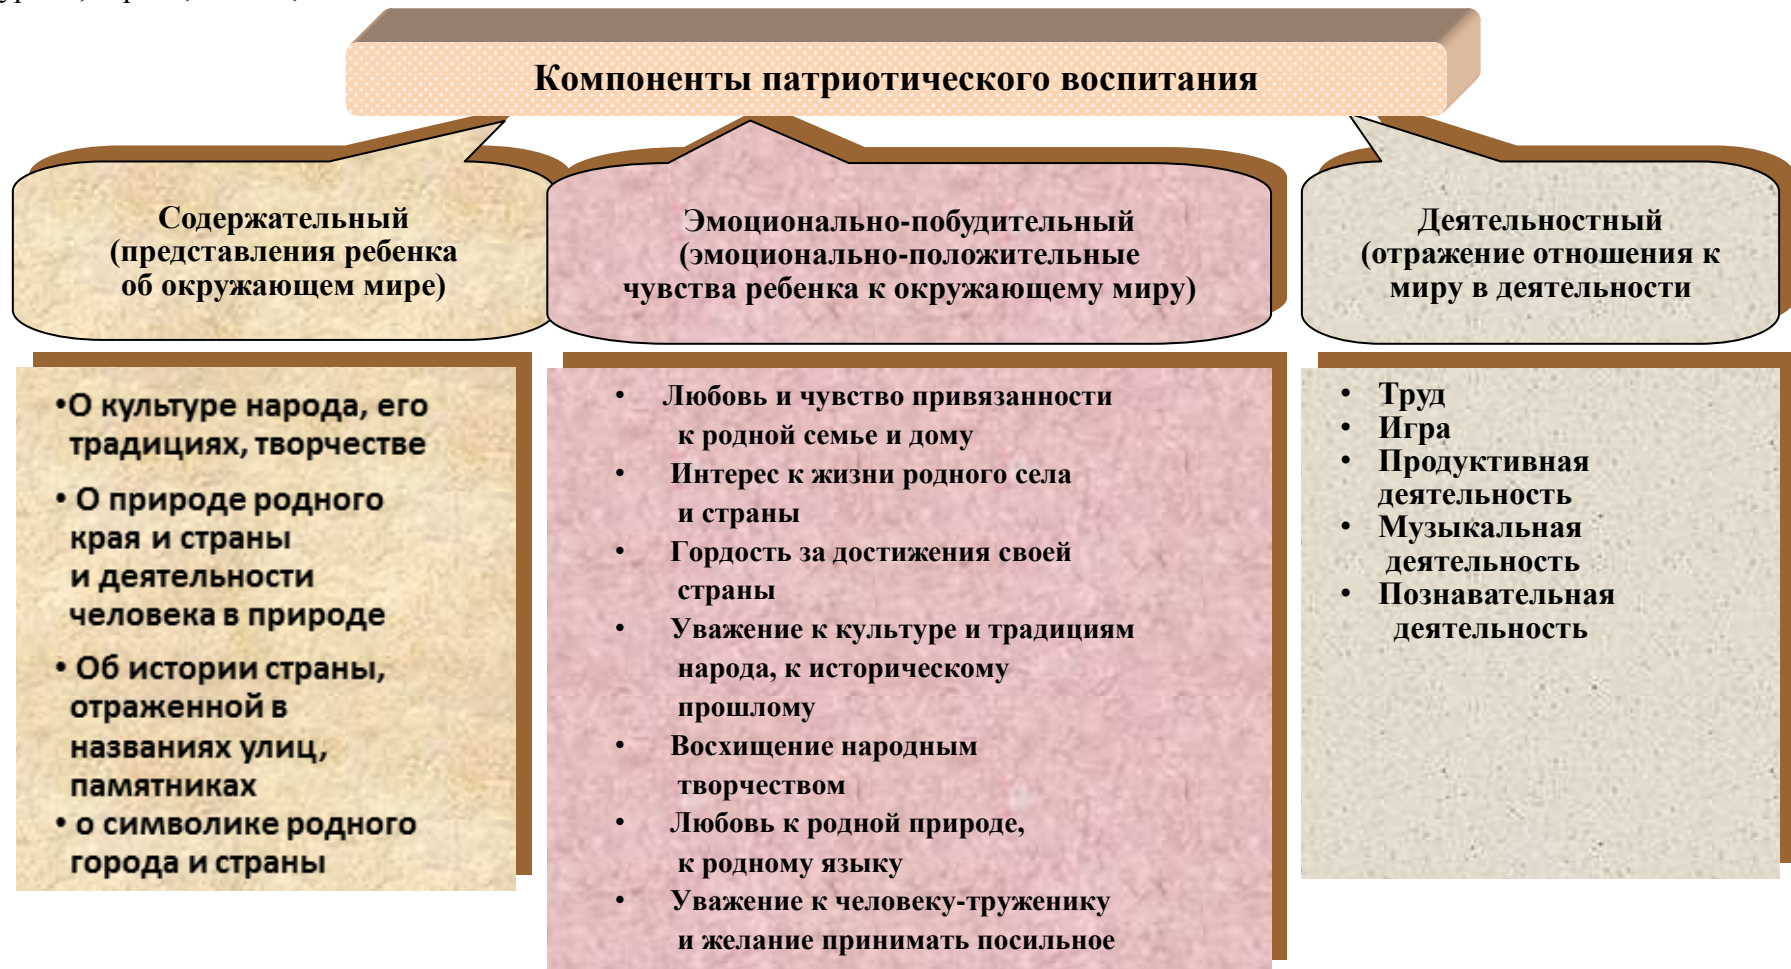 Компоненты патриотического воспитания
Содержательный
(представления ребенка
об окружающем мире)
•О культуре народа, его
традициях, творчестве
• О природе родного
края и страны
и деятельности
человека в природе
• Об истории страны,
отраженной в
названиях улиц,
памятниках
• о символике родного
города и страны
Эмоционально-побудительный
(эмоционально-положительные
чувства ребенка к окружающему миру)
• Любовь и чувство привязанности
к родной семье и дому
• Интерес к жизни родного села
и страны
• Гордость за достижения своей
страны
• Уважение к культуре и традициям
народа, к историческому
прошлому
• Восхищение народным
творчеством
• Любовь к родной природе,
к родному языку
• Уважение к человеку-труженику
и желание принимать посильное
Деятельностный
(отражение отношения к
миру в деятельности
• Труд
• Игра
• Продуктивная
деятельность
• Музыкальная
деятельность
• Познавательная
деятельность